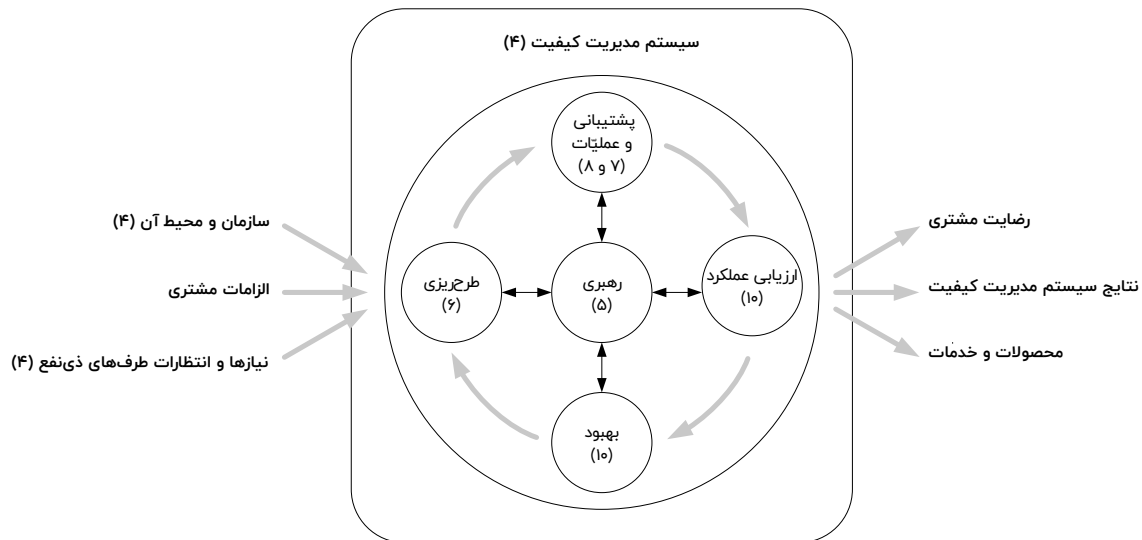 سیستم مدیریت کیفیت (۴)
پشتیبانی
و عملیّات
(۷ و ۸)
سازمان و محیط آن (۴)
الزامات مشتری
نیازها و انتظارات طرف‌های ذی‌نفع (۴)
طرح‌ریزی
(۶)
رهبری
(۵)
ارزیابی عملکرد
(۱۰)
بهبود
(۱۰)
رضایت مشتری
نتایج سیستم مدیریت کیفیت
محصولات و خدمات